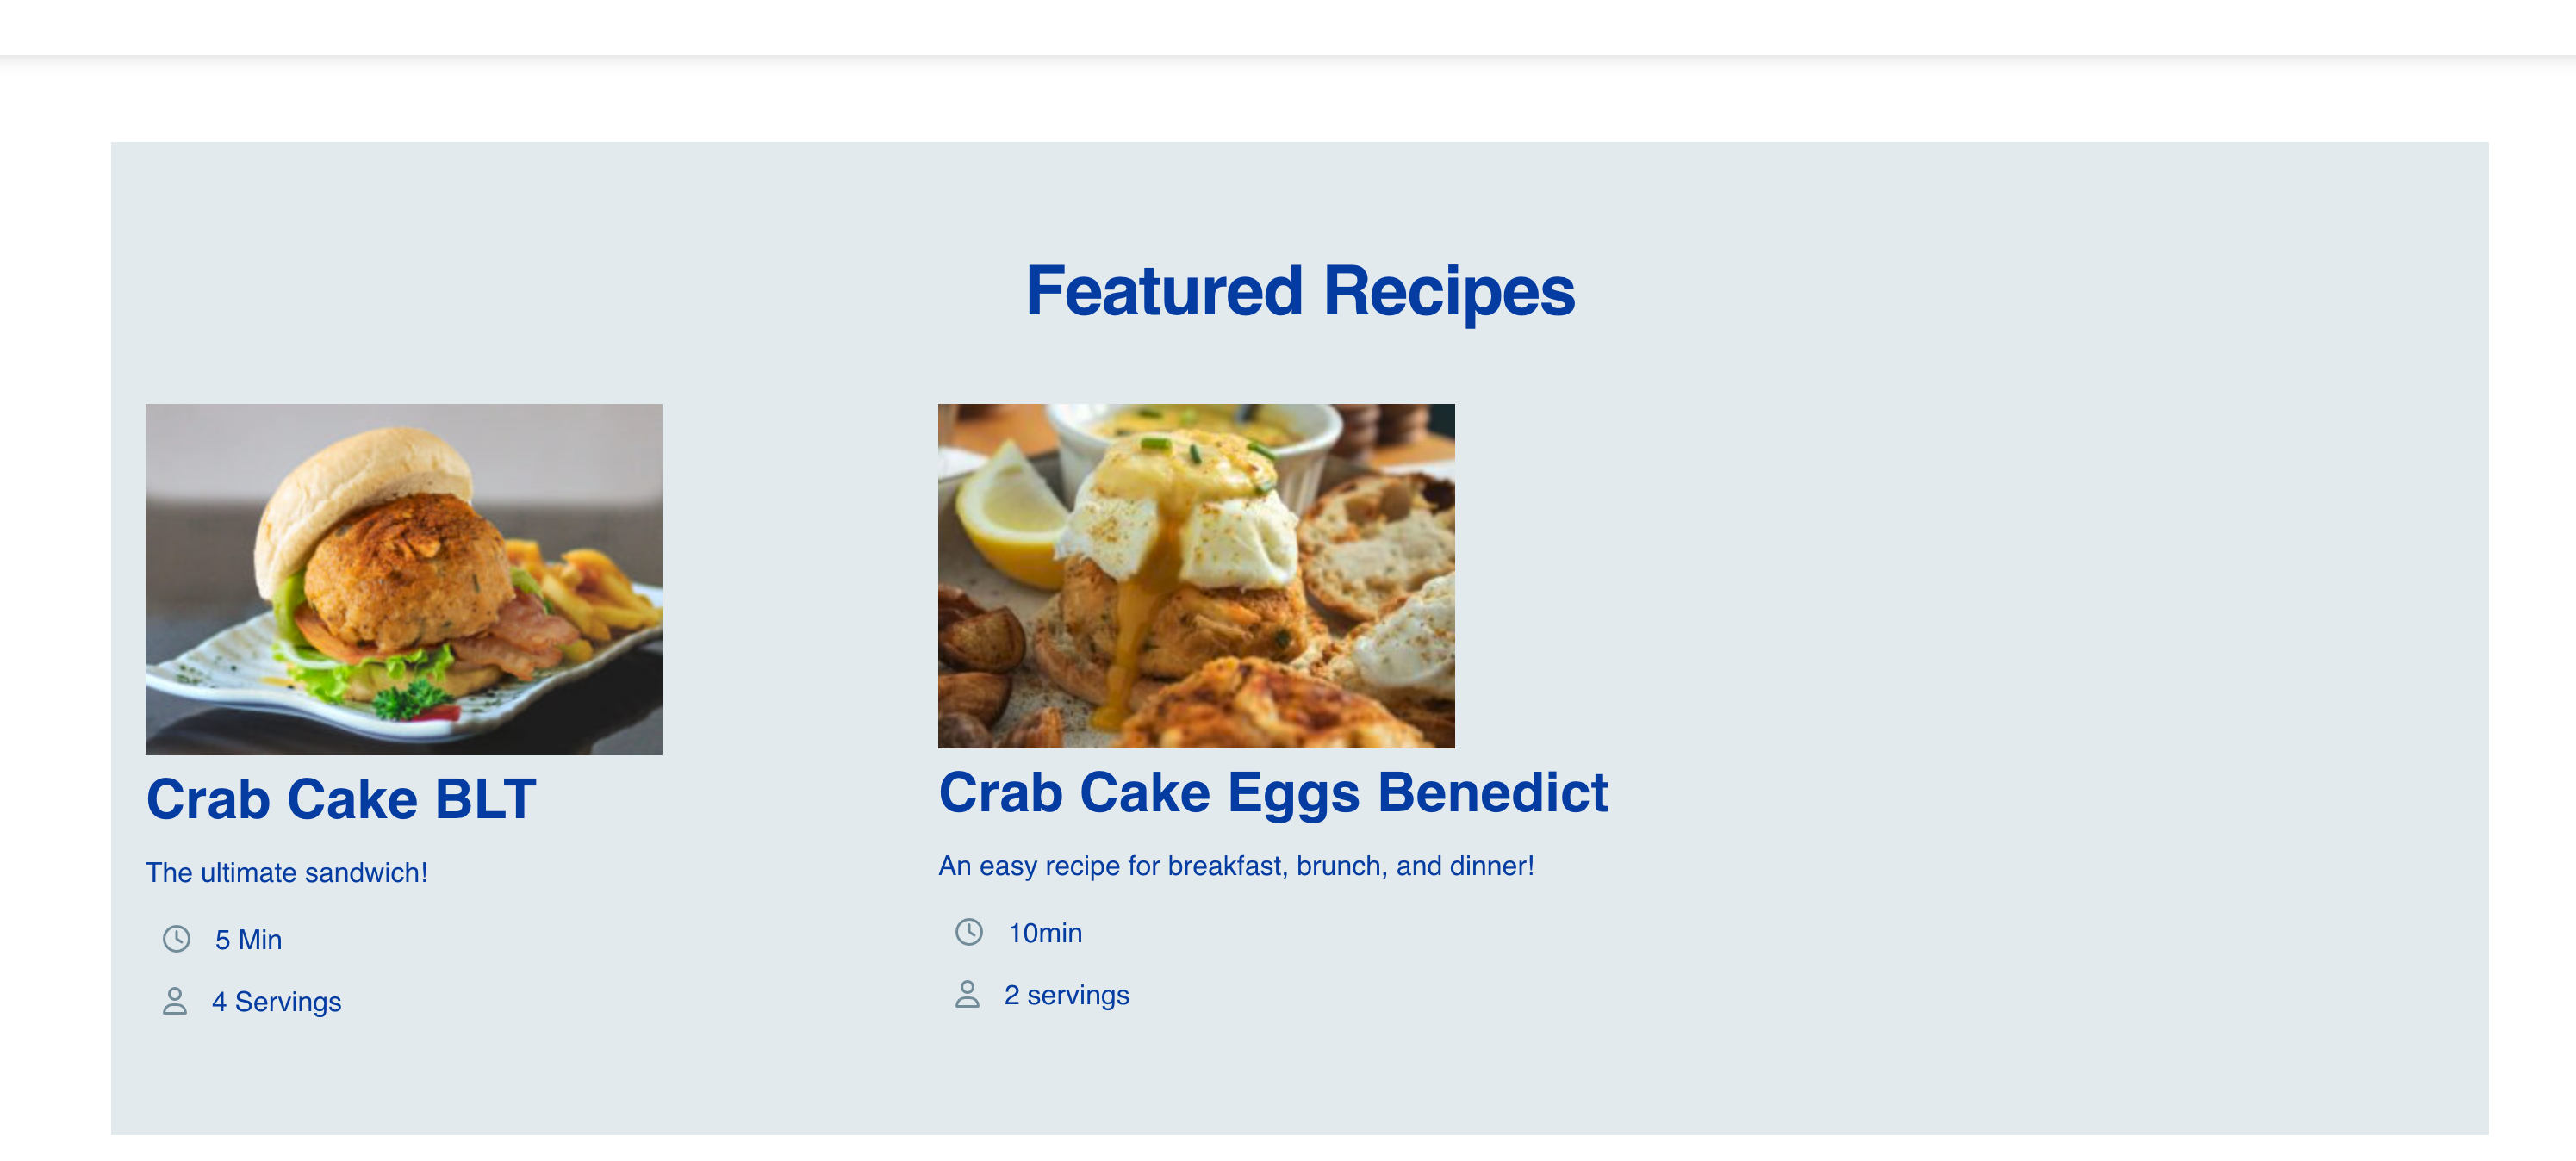 Featured Recipes
Crab Cake BLT
The ultimate sandwich!
5 Min
4 Servings
Crab Cake Eggs Benedict
An easy recipe for breakfast, brunch, and dinner!
10min
2 servings